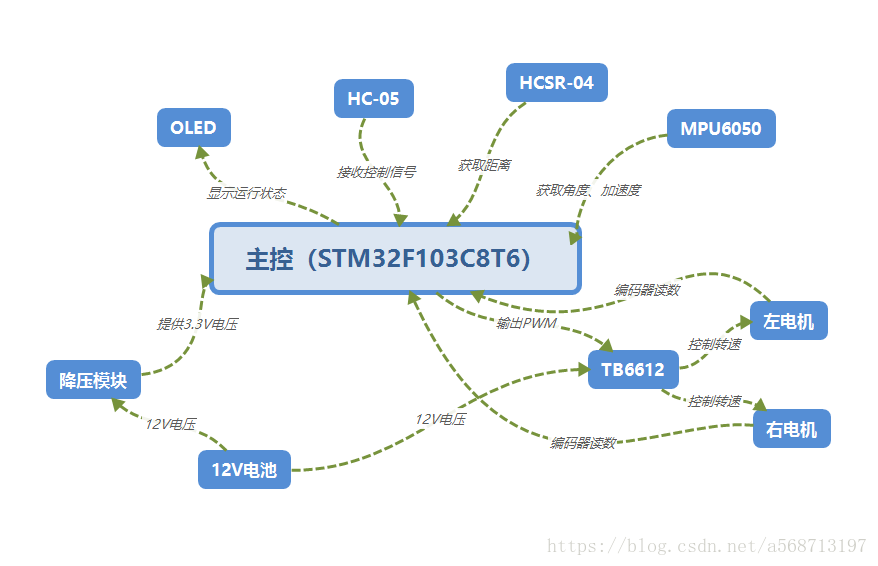 HCSR-04
HC-05
OLED
MPU6050
接收控制信号
获取距离
显示运行状态
获取角度、加速度
主控（STM32F103C8T6）
编码器读数
提供3.3V电压
输出PWM
左电机
控制转速
降压模块
TB6612
控制转速
12V电压
12V电压
右电机
编码器读数
12V电池
https://blog.csdn.net/a568713197